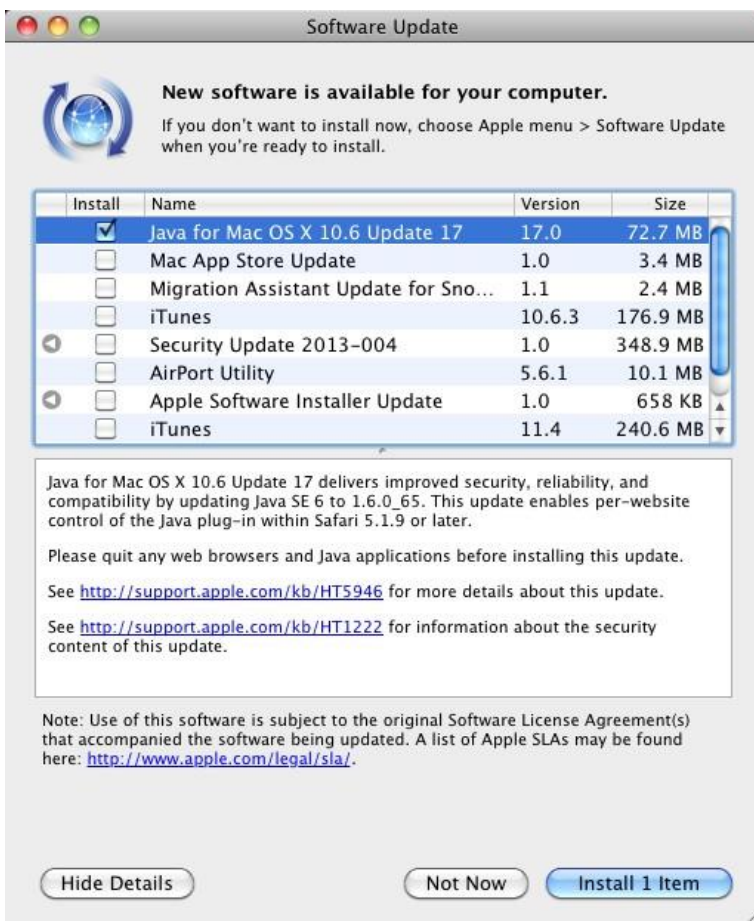 Software Update
New software is available for your computer.
If you don't want to install now, choose Apple menu > Software Update
when you're ready to install.
Install Name Version Size
Java for Mac OS X 10.6 Update 17 17.0 72.7 MB
Mac App Store Update 1.0 3.4 MB
Migration Assistant Update for Sno... 1.1 2.4 MB
iTunes 10.6.3 176.9 MB
Security Update 2013-004 1.0 348.9 MB
AirPort Utility 5.6.1 10.1 MB
Apple Software Installer Update 1.0 658 KB
iTunes 11.4 240.6 MB
Java for Mac OS X 10.6 Update 17 delivers improved security, reliability, and
compatibility by updating Java SE 6 to 1.6.0_65. This update enables per-website
control of the Java plug-in within Safari 5.1.9 or later.
Please quit any web browsers and Java applications before installing this update.
See http://support.apple.com/kb/HT5946 for more details about this update.
See http://support.apple.com/kb/HT1222 for information about the security
content of this update.
Note: Use of this software is subject to the original Software License Agreement(s)
that accompanied the software being updated. A list of Apple SLAs may be found
here: http://www.apple.com/legal/sla/.
Hide Details Not Now Install 1 Item